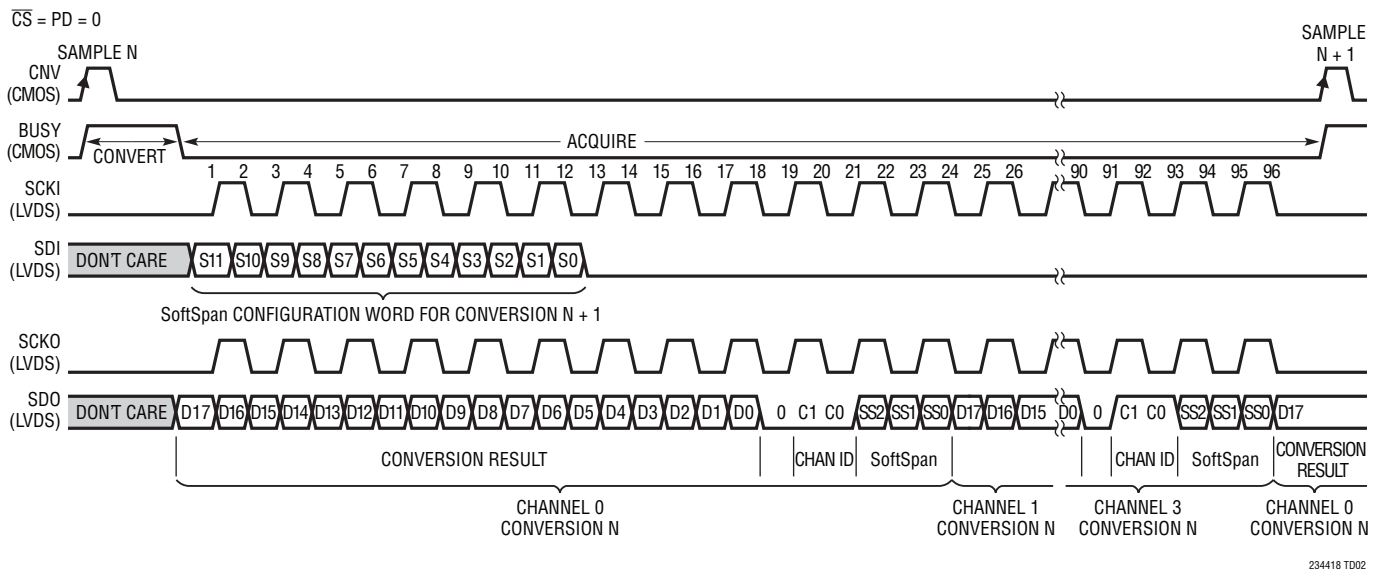 CS = PD = 0
SAMPLE N
SAMPLE
N + 1
CNV
(CMOS)
BUSY
(CMOS)
CONVERT
ACQUIRE
1 2 3 4 5 6 7 8 9 10 11 12 13 14 15 16 17 18 19 20 21 22 23 24 25 26 90 91 92 93 94 95 96
SCKI
(LVDS)
SDI
(LVDS)
DON'T CARE S11 S10 S9 S8 S7 S6 S5 S4 S3 S2 S1 S0
SoftSpan CONFIGURATION WORD FOR CONVERSION N + 1
SCKO
(LVDS)
SDO
(LVDS)
DON'T CARE D17 D16 D15 D14 D13 D12 D11 D10 D9 D8 D7 D6 D5 D4 D3 D2 D1 D0 0 C1 C0 SS2 SS1 SS0 D17 D16 D15 D0 0 C1 C0 SS2 SS1 SS0 D17
CONVERSION RESULT
CHAN ID
SoftSpan
CHAN ID
SoftSpan
CONVERSION
RESULT
CHANNEL 0
CONVERSION N
CHANNEL 1
CONVERSION N
CHANNEL 3
CONVERSION N
CHANNEL 0
CONVERSION N
234418 TD02